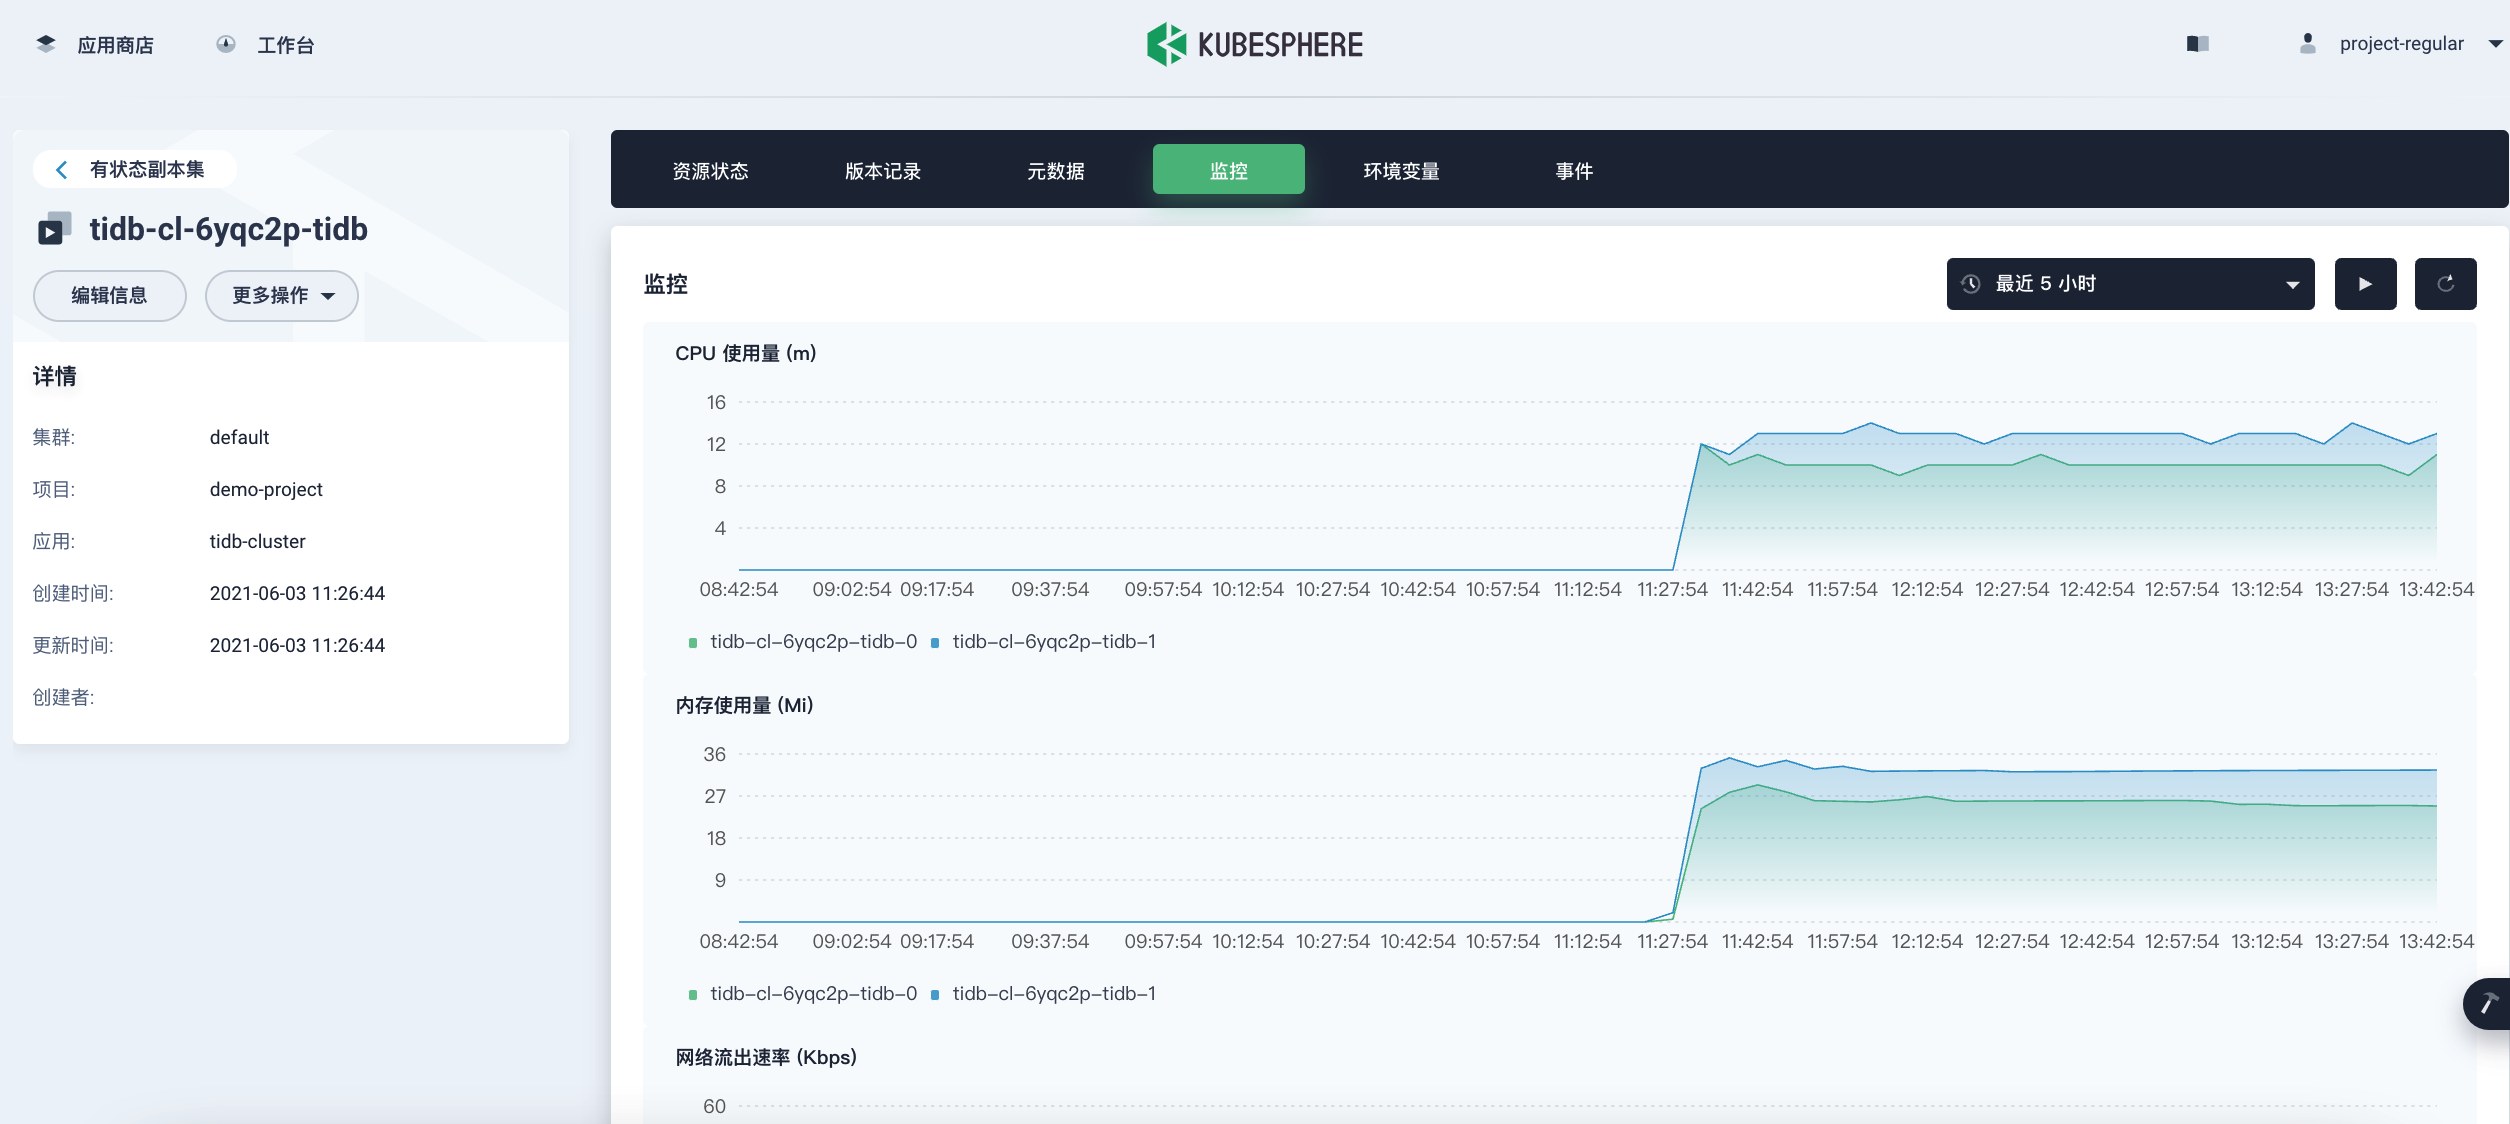 应用商店 工作台 KUBESPHERE project-regular
有状态副本集
tidb-cl-6yqc2p-tidb
编辑信息 更多操作
详情
集群: default
项目: demo-project
应用: tidb-cluster
创建时间: 2021-06-03 11:26:44
更新时间: 2021-06-03 11:26:44
创建者:
资源状态 版本记录 元数据 监控 环境变量 事件
监控 最近 5 小时
CPU 使用量 (m)
16
12
8
4
08:42:54 09:02:54 09:17:54 09:37:54 09:57:54 10:12:54 10:27:54 10:42:54 10:57:54 11:12:54 11:27:54 11:42:54 11:57:54 12:12:54 12:27:54 12:42:54 12:57:54 13:12:54 13:27:54 13:42:54
tidb-cl-6yqc2p-tidb-0 tidb-cl-6yqc2p-tidb-1
内存使用量 (Mi)
36
27
18
9
08:42:54 09:02:54 09:17:54 09:37:54 09:57:54 10:12:54 10:27:54 10:42:54 10:57:54 11:12:54 11:27:54 11:42:54 11:57:54 12:12:54 12:27:54 12:42:54 12:57:54 13:12:54 13:27:54 13:42:54
tidb-cl-6yqc2p-tidb-0 tidb-cl-6yqc2p-tidb-1
网络流出速率 (Kbps)
60